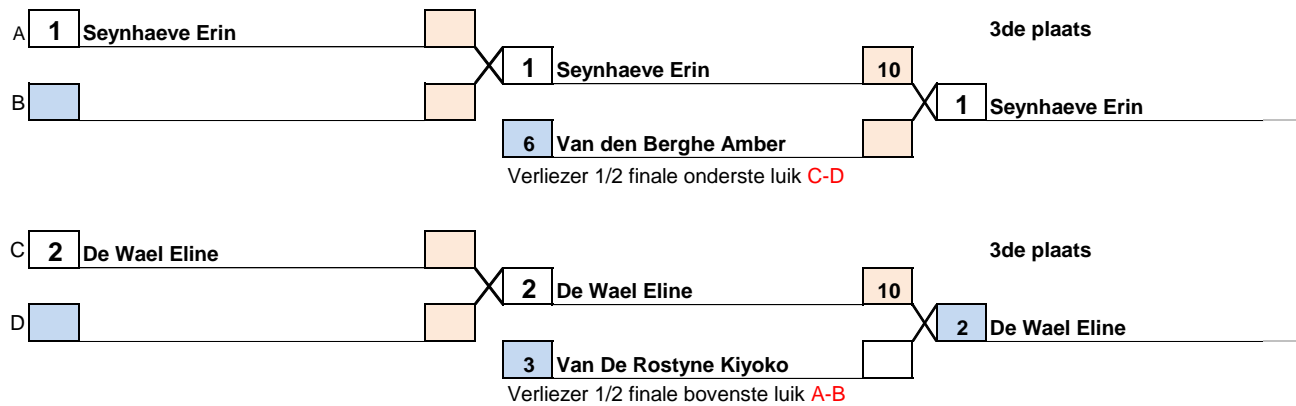 A 1 Seynhaeve Erin 3de plaats
1 Seynhaeve Erin 10
B 1 Seynhaeve Erin
6 Van den Berghe Amber
Verliezer 1/2 finale onderste luik C-D
C 2 De Wael Eline 3de plaats
2 De Wael Eline 10
D 2 De Wael Eline
3 Van De Rostyne Kiyoko
Verliezer 1/2 finale bovenste luik A-B